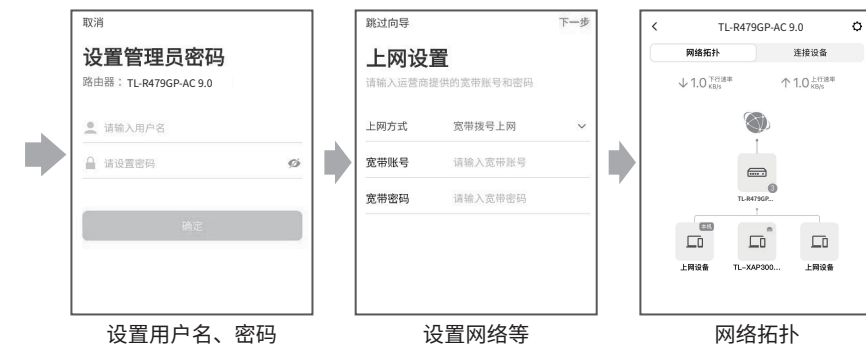 取消
设置管理员密码
路由器： TL-R479GP-AC 9.0
请输入用户名
请设置密码
确定
设置用户名、密码
跳过向导 下一步
上网设置
请输入运营商提供的宽带账号和密码
上网方式 宽带拨号上网
宽带账号 请输入宽带账号
宽带密码 请输入宽带密码
设置网络等
TL-R479GP-AC 9.0
网络拓扑 连接设备
↓1.0 下行速率 KB/s ↑1.0 上行速率 KB/s
3
TL-R479GP...
本机
上网设备 TL-XAP300... 上网设备
网络拓扑